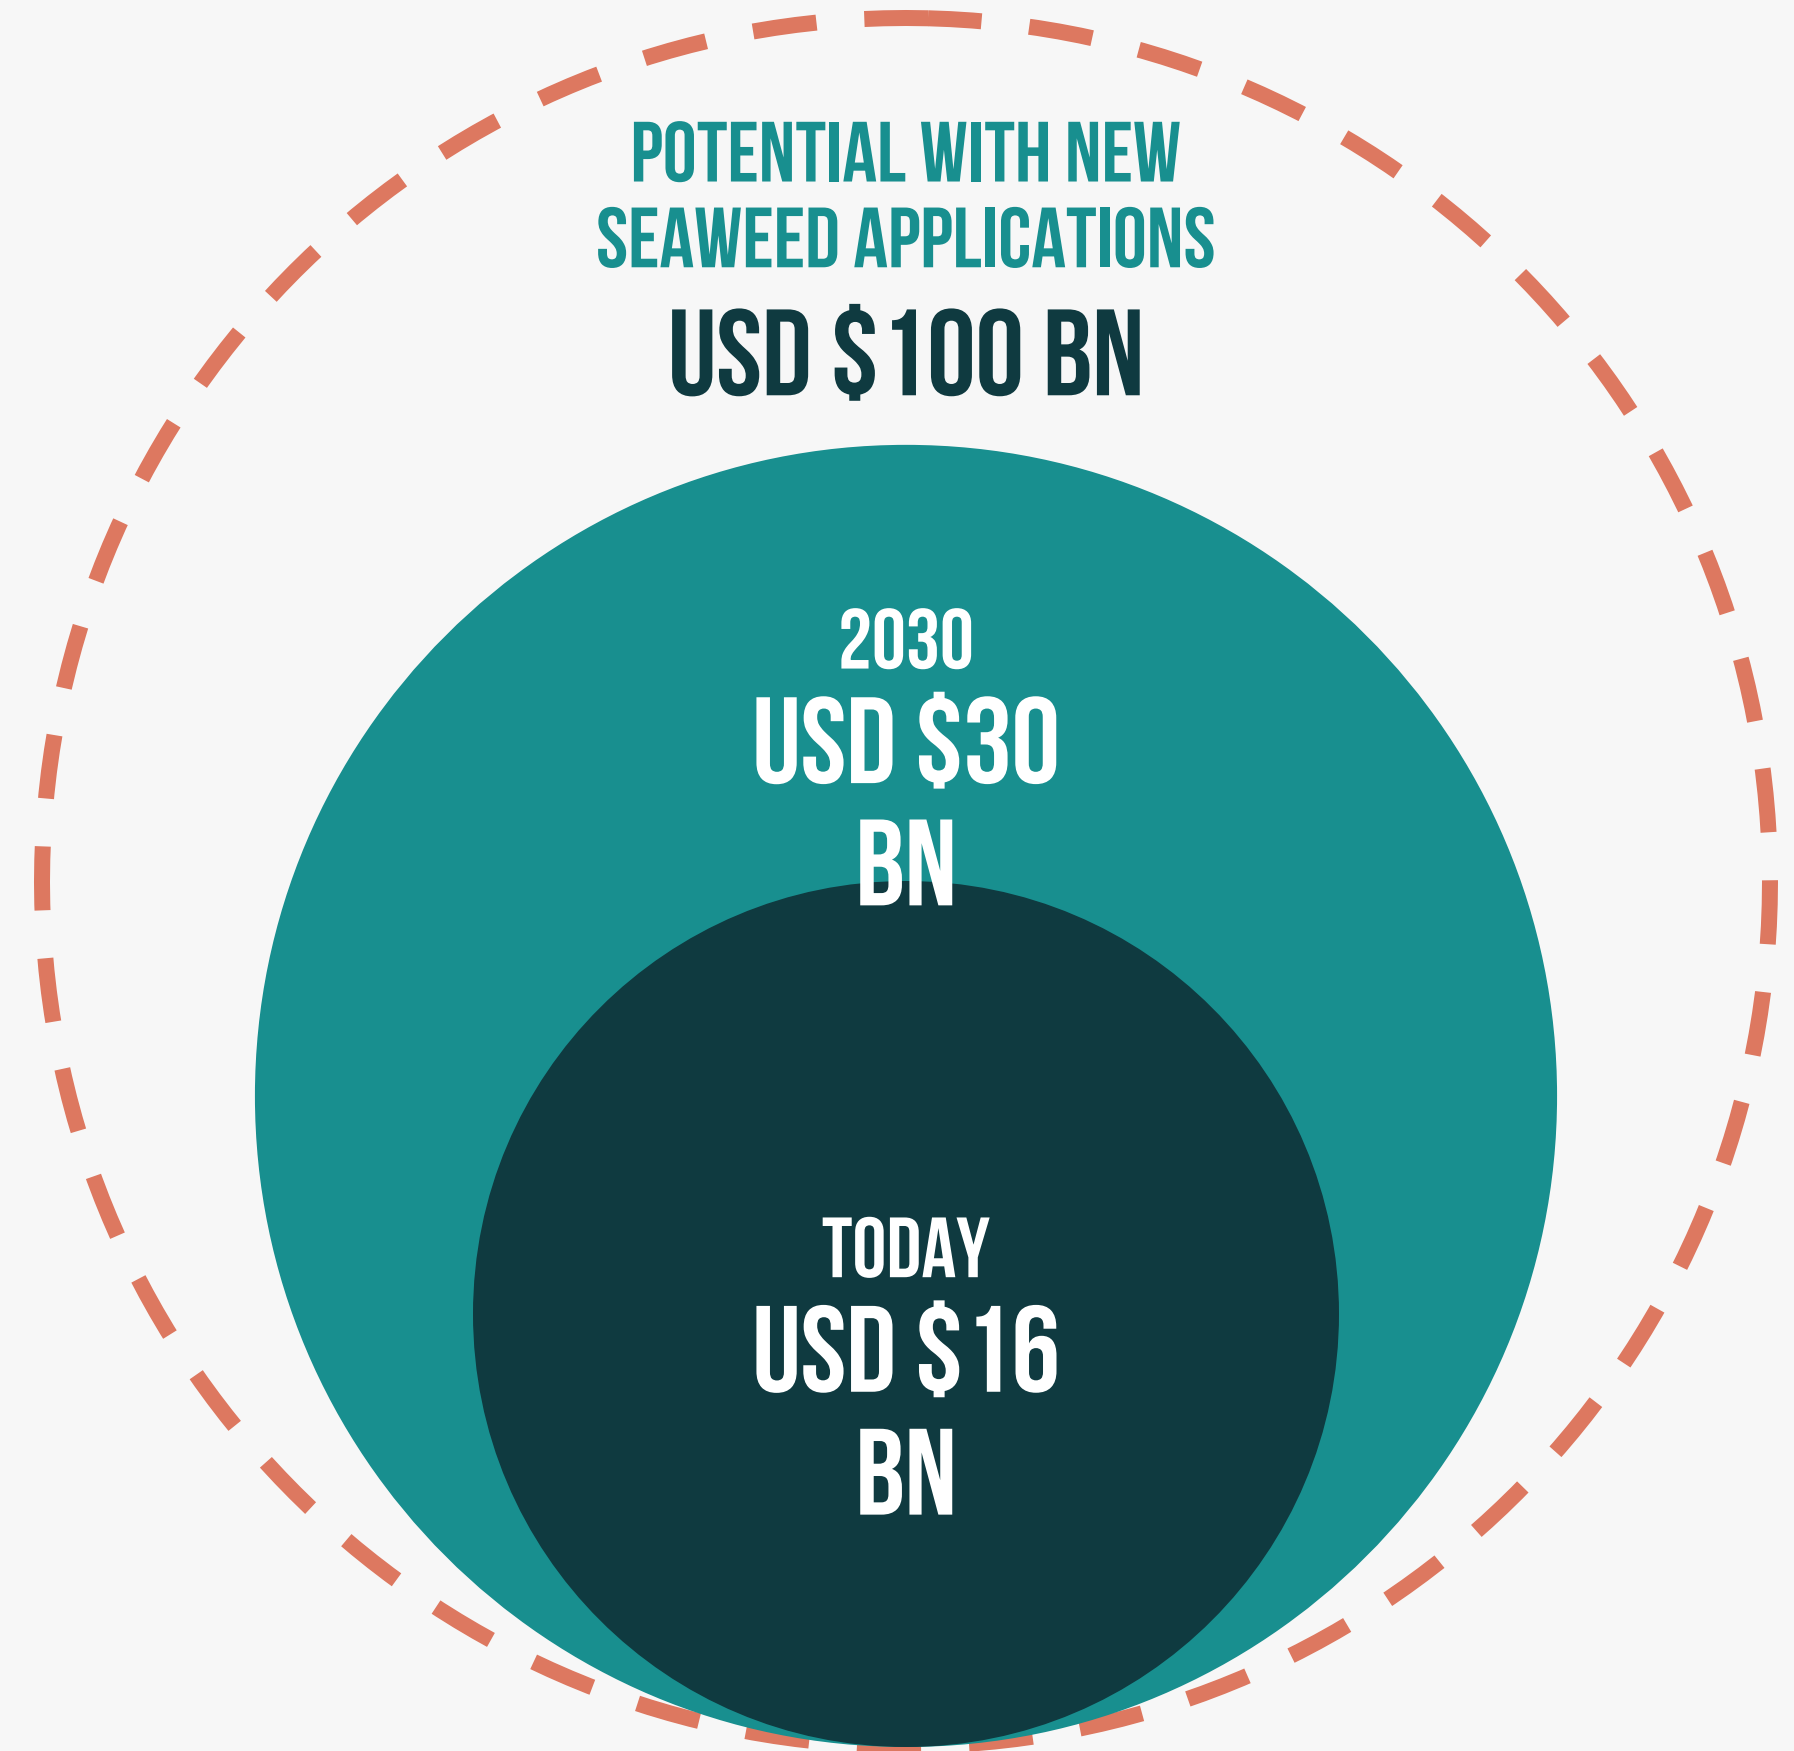 POTENTIAL WITH NEW
SEAWEED APPLICATIONS
USD $100 BN
2030
USD $30
BN
TODAY
USD $16
BN